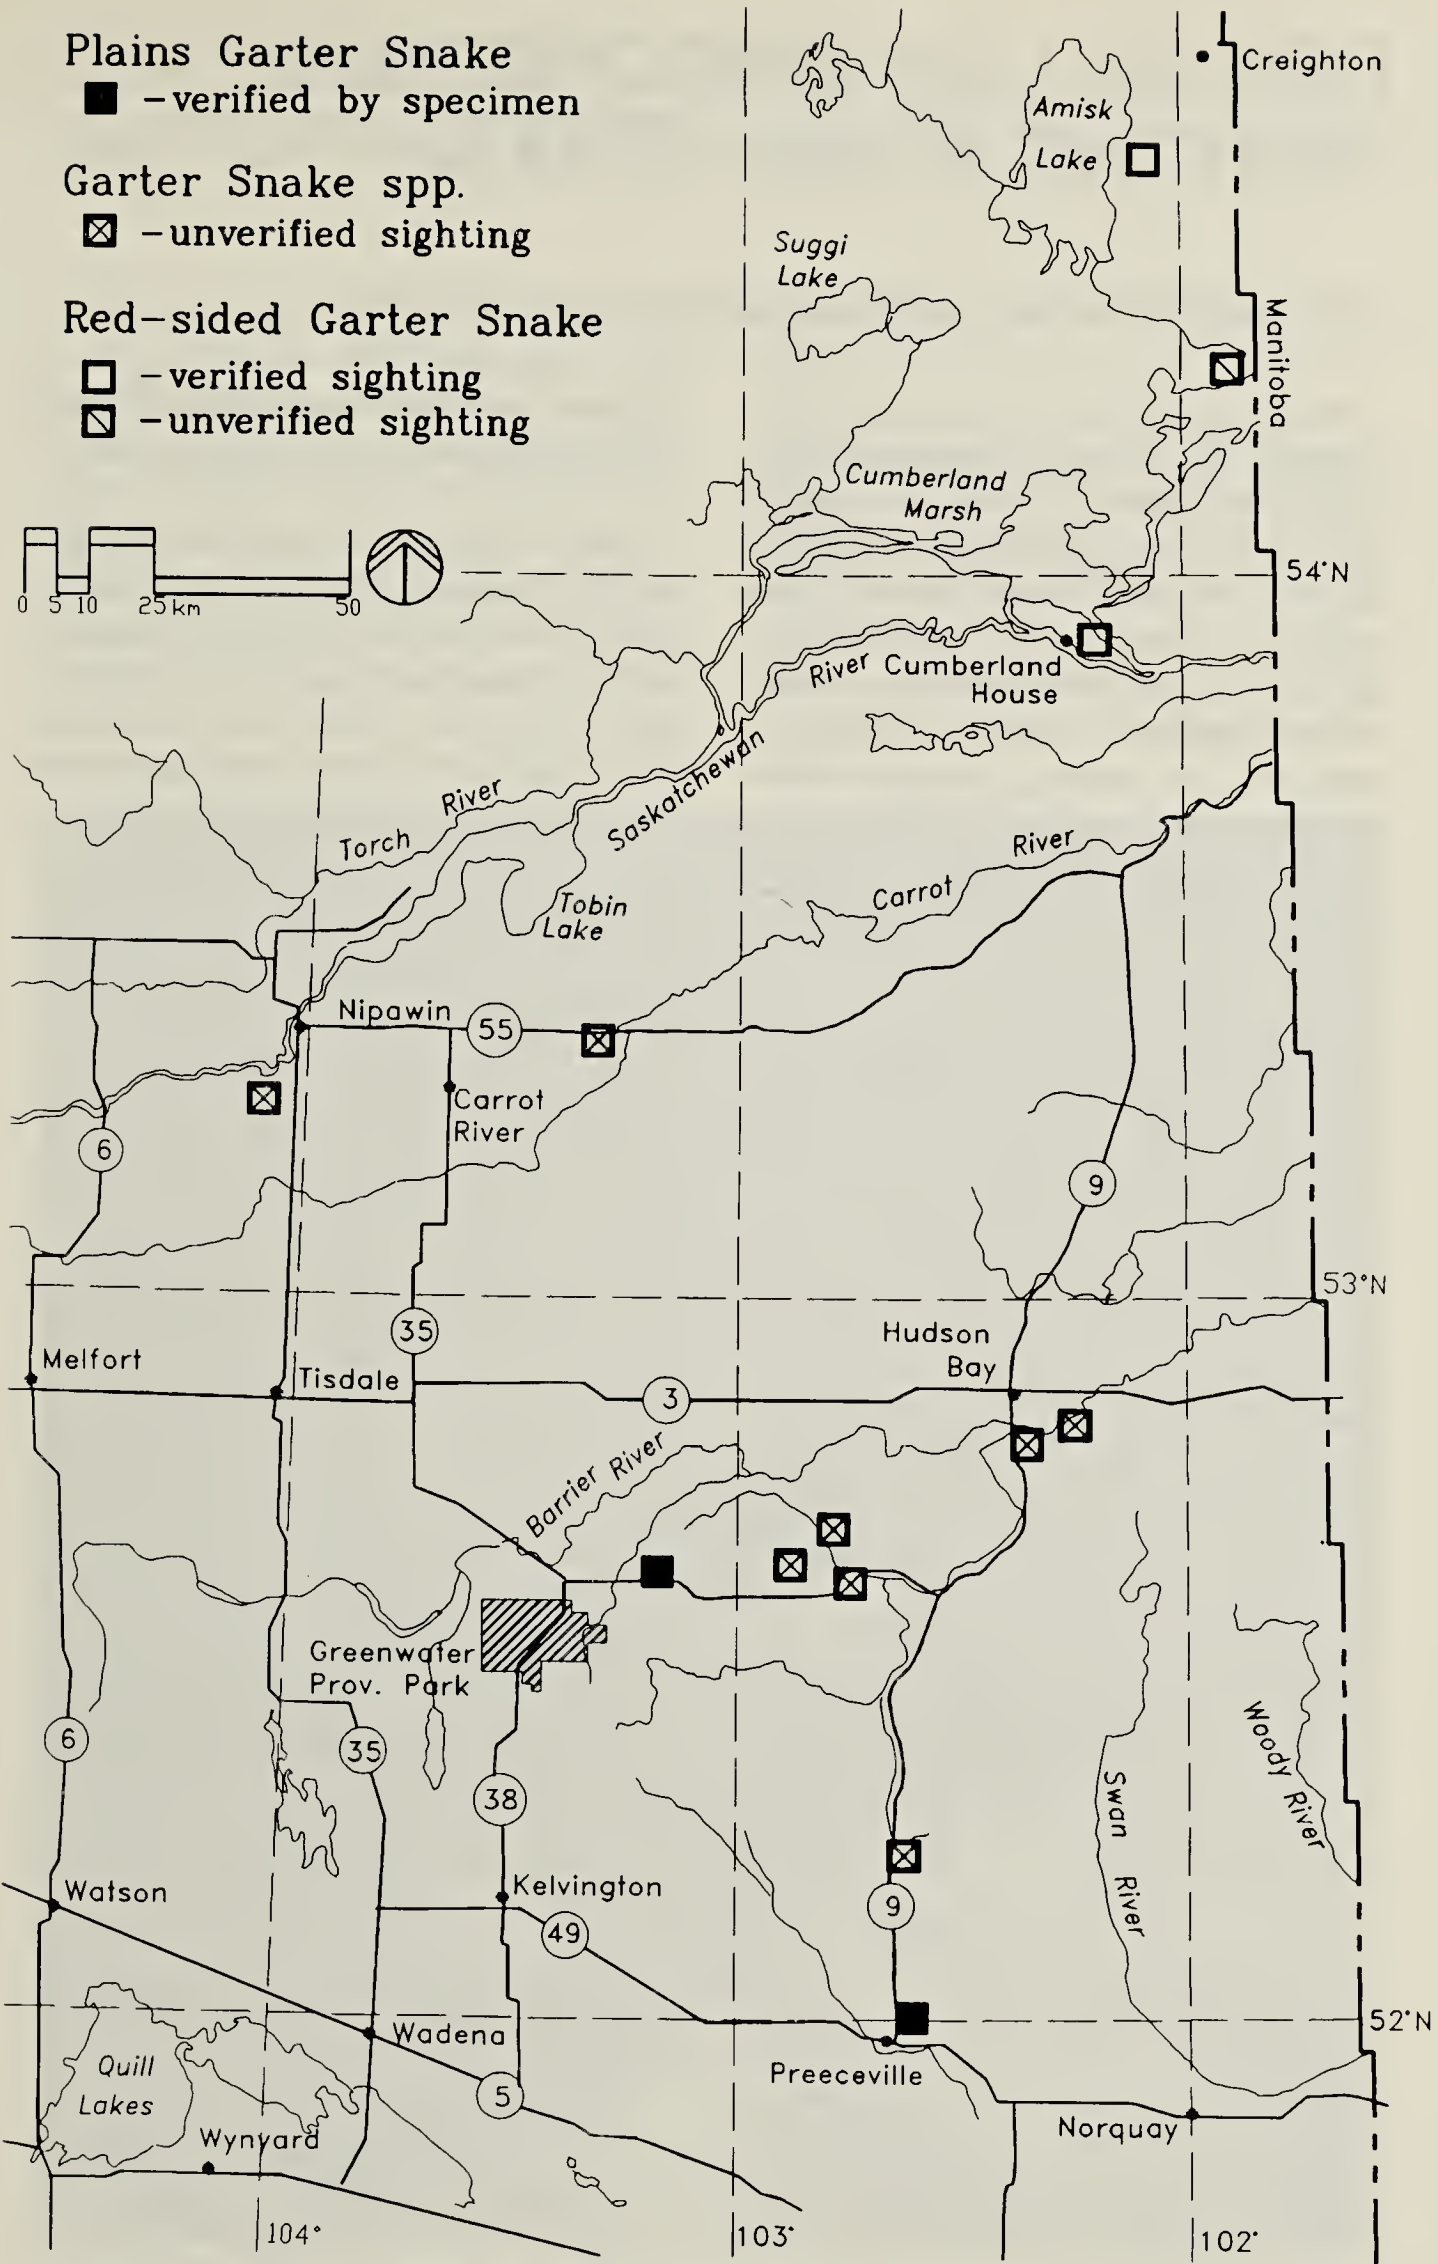 Plains Garter Snake
-verified by specimen
Garter Snake spp.
-unverified sighting
Red-sided Garter Snake
-verified sighting
-unverified sighting
0 5 10 25 km 50
Creighton
Amisk
Lake
Suggi
Lake
Manitoba
Cumberland
Marsh
54°N
River
Cumberland
House
Saskatchewan
River
Torch
River
Carrot
Tobin
Lake
Nipawin
55
Carrot
River
6
9
53°N
35
Hudson
Bay
Melfort
Tisdale
3
Barrier River
Greenwater
Prov. Park
6
35
38
Woody River
Swan River
Watson
Kelvington
49
9
52°N
Wadena
Preeceville
Quill
Lakes
5
Norquay
Wynyard
104°
103°
102°